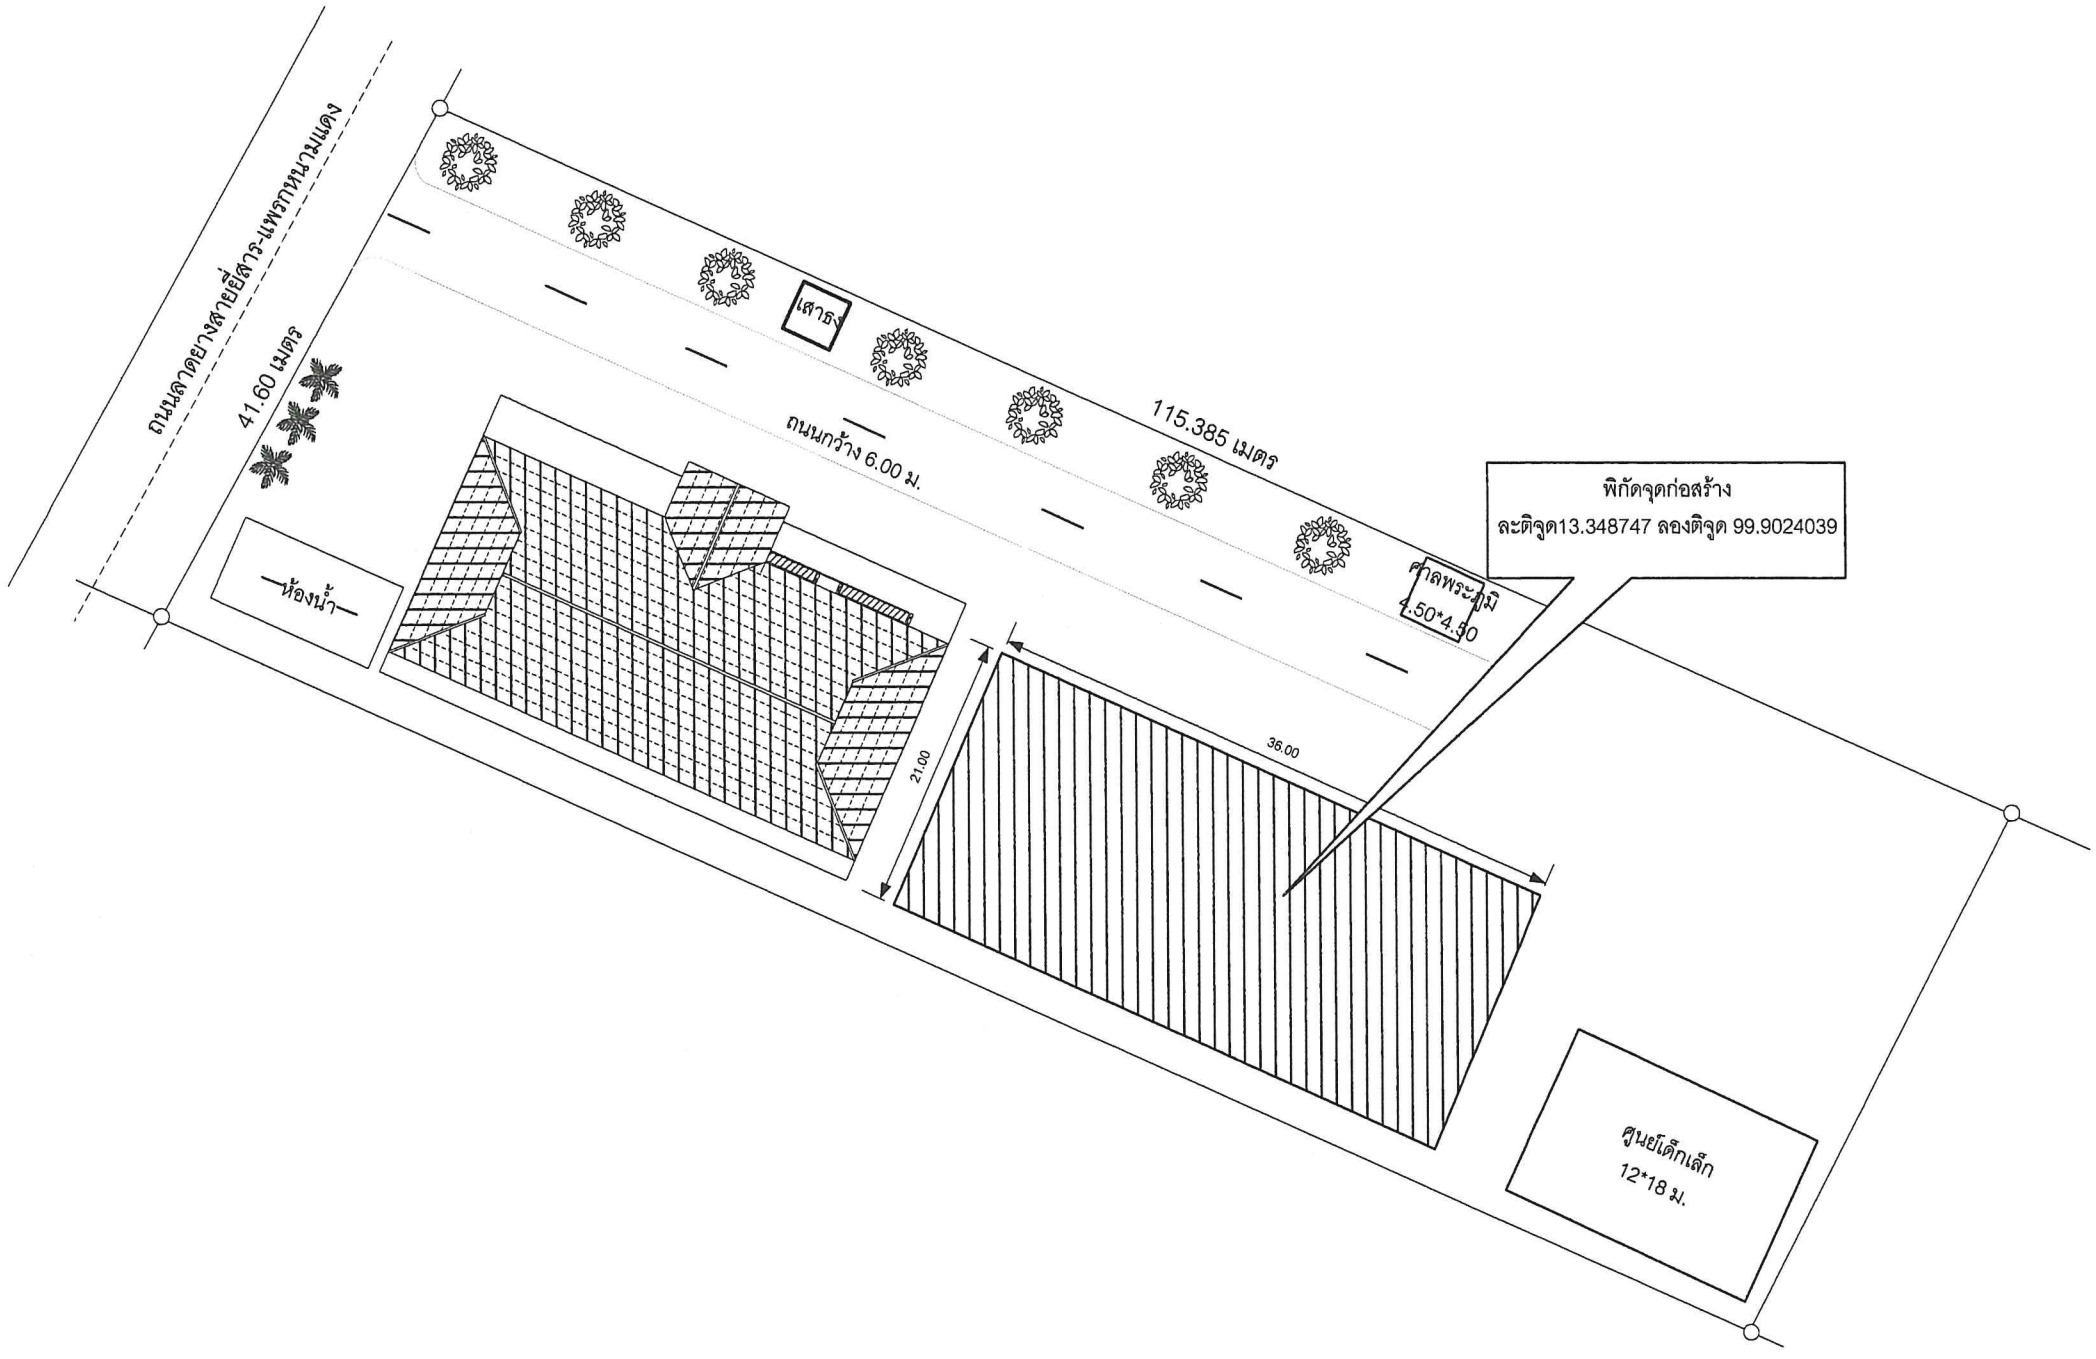 ถนนลาดยางสายยี่สาร-แพรกหนามแดง
41.60 เมตร
เสาธง
115.385 เมตร
ถนนกว้าง 6.00 ม.
พิกัดจุดก่อสร้าง
ละติจูด13.348747 ลองติจูด 99.9024039
ศาลพระภูมิ
4.50*4.50
ห้องน้ำ
21.00
36.00
ศูนย์เด็กเล็ก
12*18 ม.